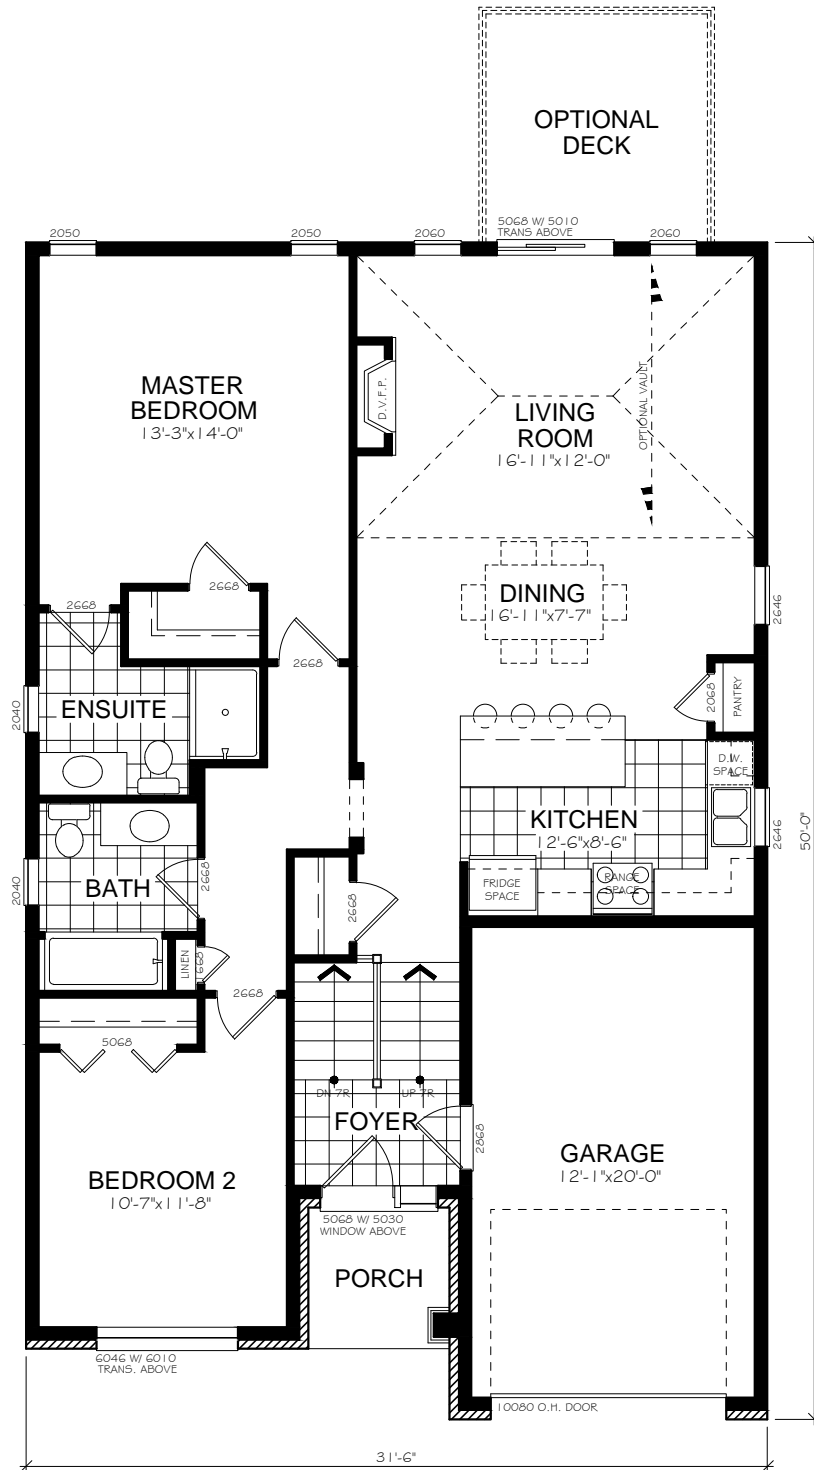 OPTIONAL
DECK
2050
2050
2060
5068 W/ 5010
TRANS ABOVE
2060
MASTER
BEDROOM
13'-3"x14'-0"
D.V.F.P.
OPTIONAL VAULT
LIVING
ROOM
16'-11"x12'-0"
2668
2668
2668
DINING
16'-11"x7'-7"
2646
2040
ENSUITE
2068
PANTRY
D.W.
SPACE
KITCHEN
12'-6"x8'-6"
2646
50'-0"
2040
BATH
2668
2668
FRIDGE
SPACE
RANGE
SPACE
LINEN
1668
2668
5068
DN 7R
UP 7R
FOYER
2868
GARAGE
12'-1"x20'-0"
BEDROOM 2
10'-7"x11'-8"
5068 W/ 5030
WINDOW ABOVE
PORCH
6046 W/ 6010
TRANS. ABOVE
10080 O.H. DOOR
31'-6"